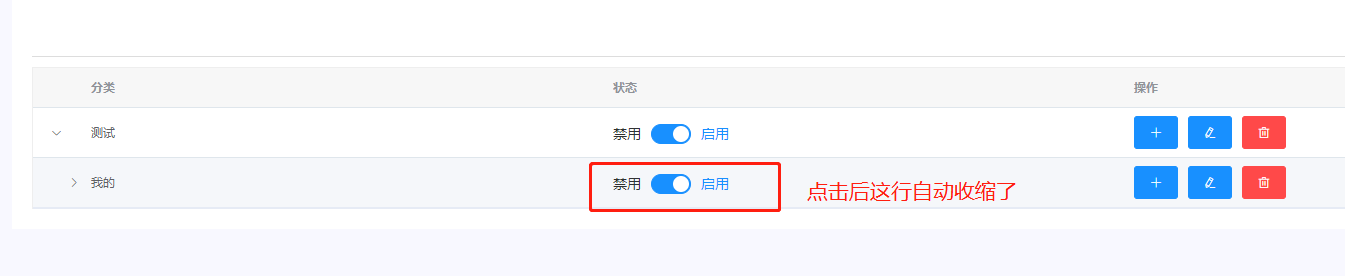 分类 状态 操作
测试 禁用 启用
我的 禁用 启用 点击后这行自动收缩了